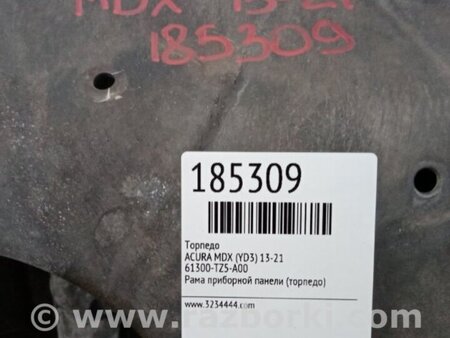 MDX 13-21
185309
185309
Торпедо
ACURA MDX (YD3) 13-21
61300-TZ5-A00
Рама приборной панели (торпедо)
www.3234444.com
www.razborki.com